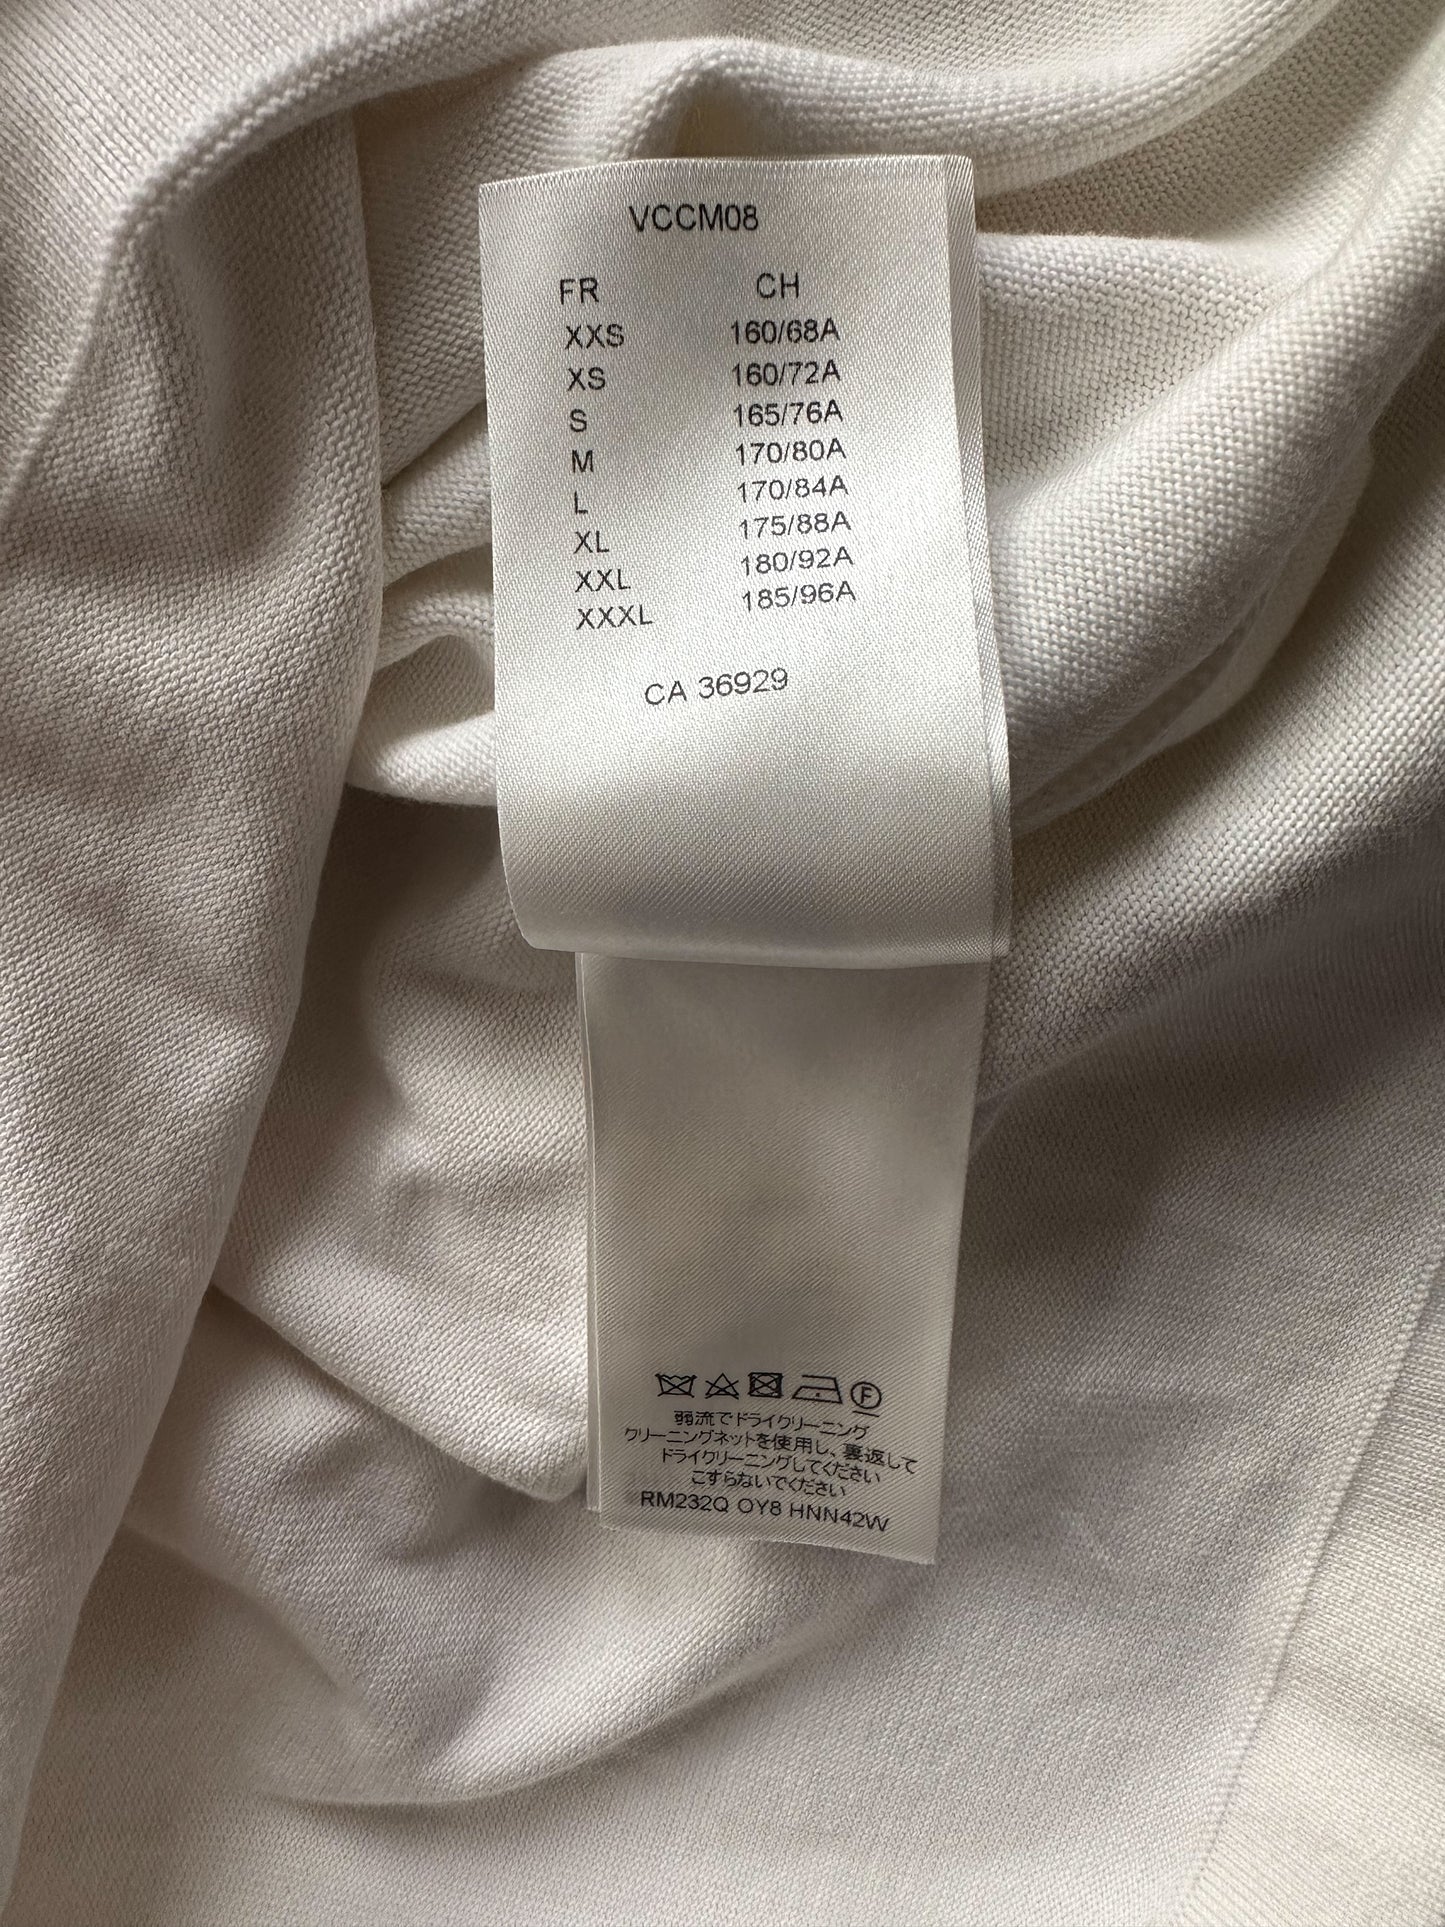 VCCM08
FR CH
XXS 160/68A
XS 160/72A
S 165/76A
M 170/80A
L 170/84A
XL 175/88A
XXL 180/92A
XXXL 185/96A
CA 36929
F
弱流でドライクリーニング
クリーニングネットを使用し、裏返して
ドライクリーニングしてください
こすらないでください
RM232Q OY8 HNN42W